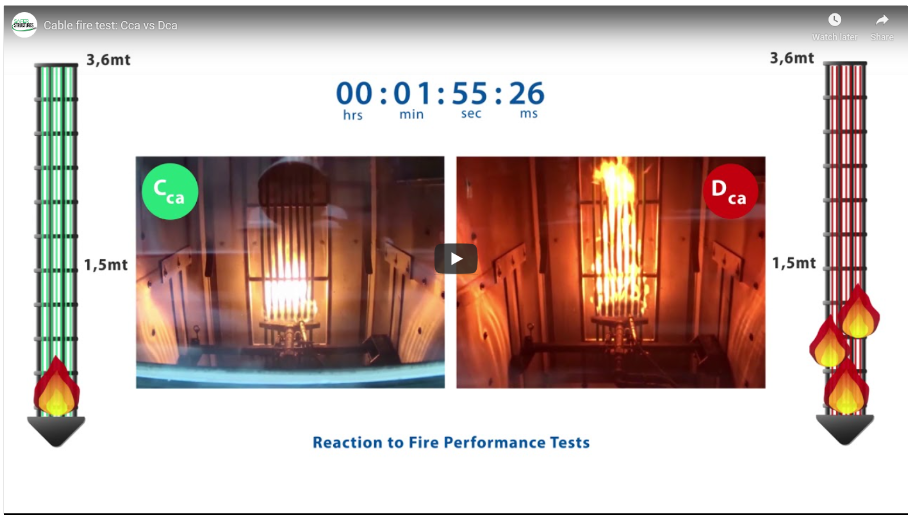 Cable fire test: Cca vs Dca
Watch later
Share
3,6mt
3,6mt
00 : 01 : 55 : 26
hrs min sec ms
Cca
Dca
1,5mt
1,5mt
Reaction to Fire Performance Tests